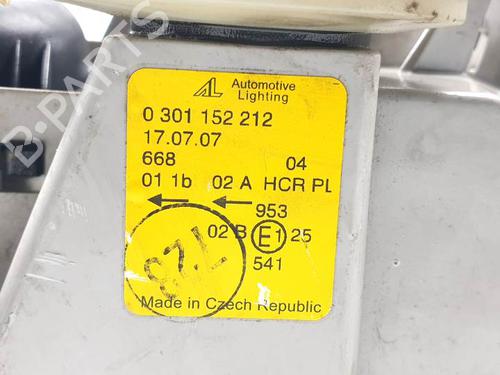 B-PARTS
AL Automotive
Lighting
0 301 152 212
17.07.07
668 04
01 1b 02 A HCR PL
953
02 B E1 25
723
541
Made in Czech Republic